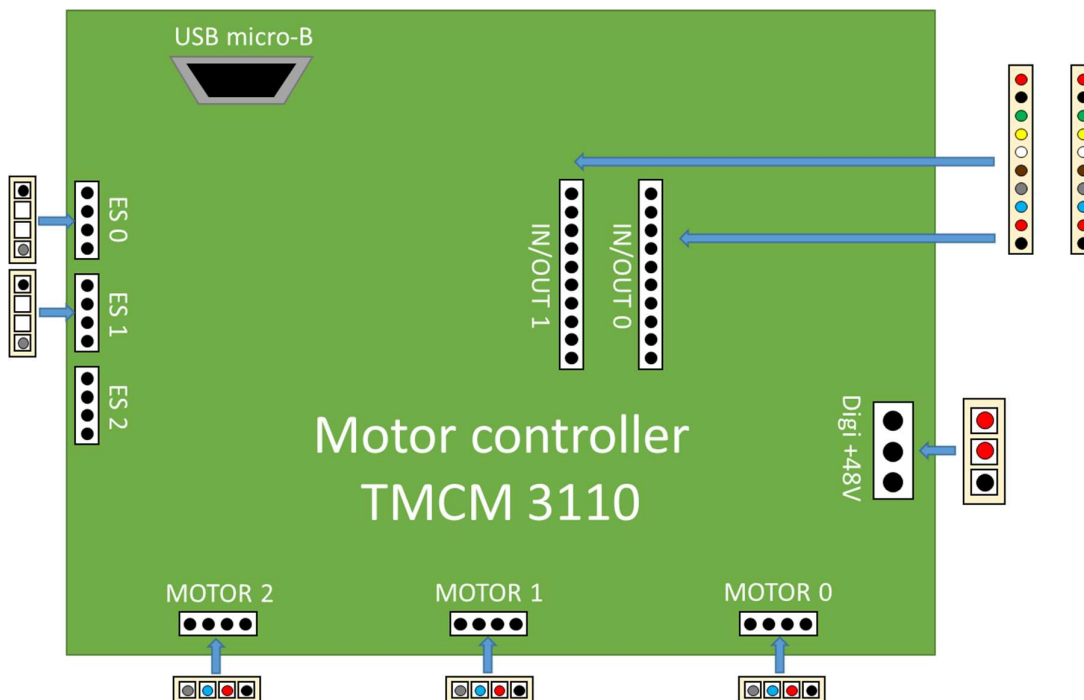 USB micro-B
ES 0
ES 1
ES 2
IN/OUT 1
IN/OUT 0
Digi +48V
Motor controller
TMCM 3110
MOTOR 2
MOTOR 1
MOTOR 0